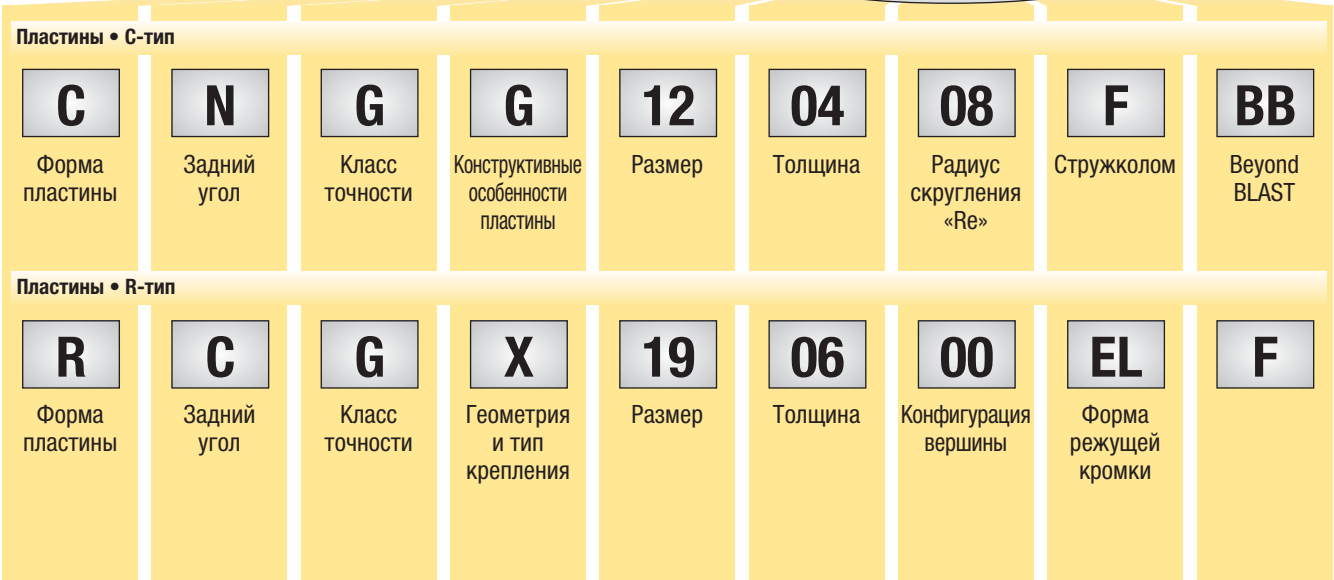 Пластины • C-тип
C N G G 12 04 08 F BB
Форма
пластины
Задний
угол
Класс
точности
Конструктивные
особенности
пластины
Размер
Толщина
Радиус
скругления
«Re»
Стружколом
Beyond
BLAST
Пластины • R-тип
R C G X 19 06 00 EL F
Форма
пластины
Задний
угол
Класс
точности
Геометрия
и тип
крепления
Размер
Толщина
Конфигурация
вершины
Форма
режущей
кромки